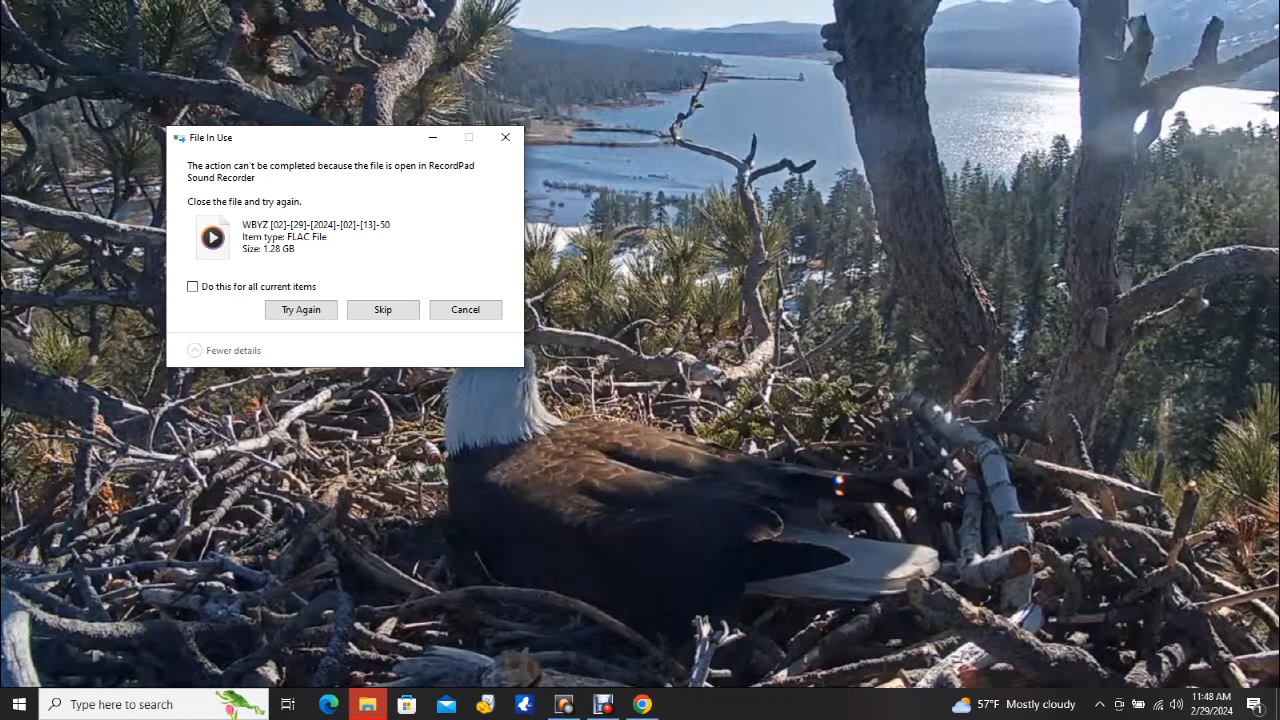 File In Use
The action can't be completed because the file is open in RecordPad
Sound Recorder
Close the file and try again.
WBYZ [02]-[29]-[2024]-[02]-[13]-50
Item type: FLAC File
Size: 1.28 GB
Do this for all current items
Try Again
Skip
Cancel
Fewer details
Type here to search
57°F Mostly cloudy
11:48 AM
2/29/2024
1